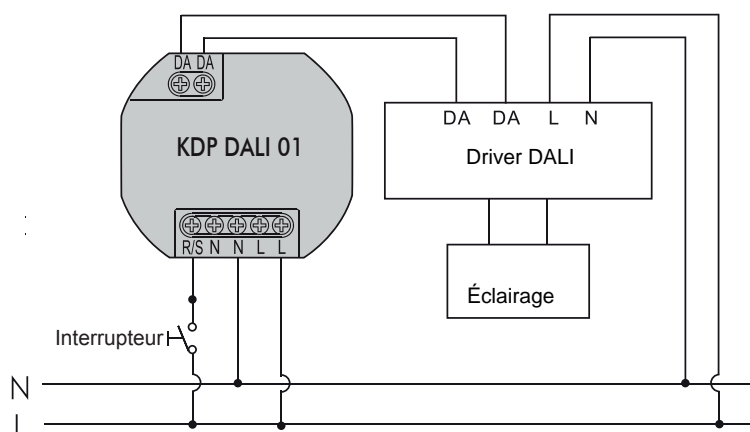 DA DA
KDP DALI 01
R/S N N L L
DA DA L N
Driver DALI
Éclairage
Interrupteur
N
L